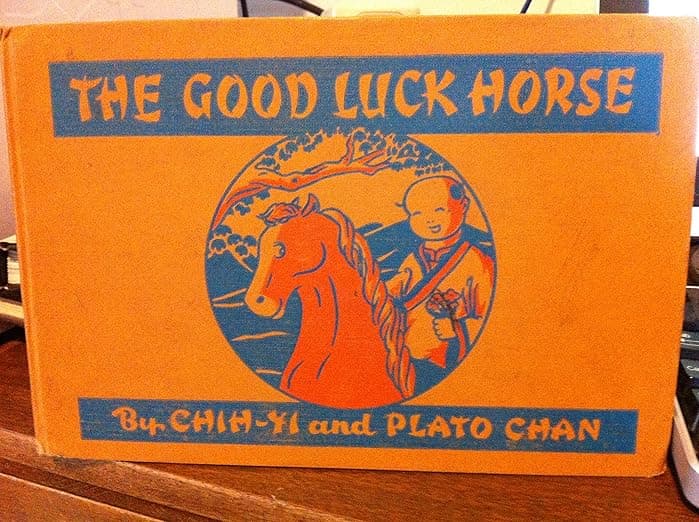 THE GOOD LUCK HORSE
By CHIH-YI and PLATO CHAN